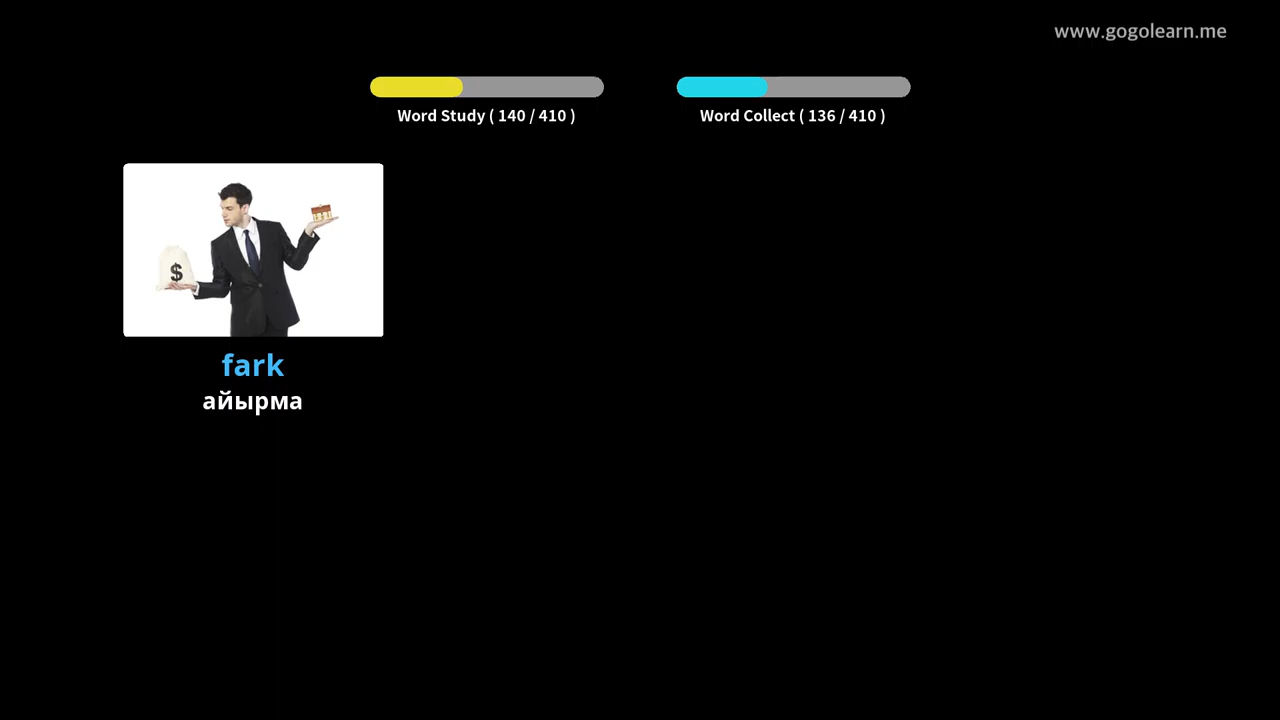 www.gogolearn.me
Word Study ( 140 / 410 )
Word Collect ( 136 / 410 )
$
fark
айырма